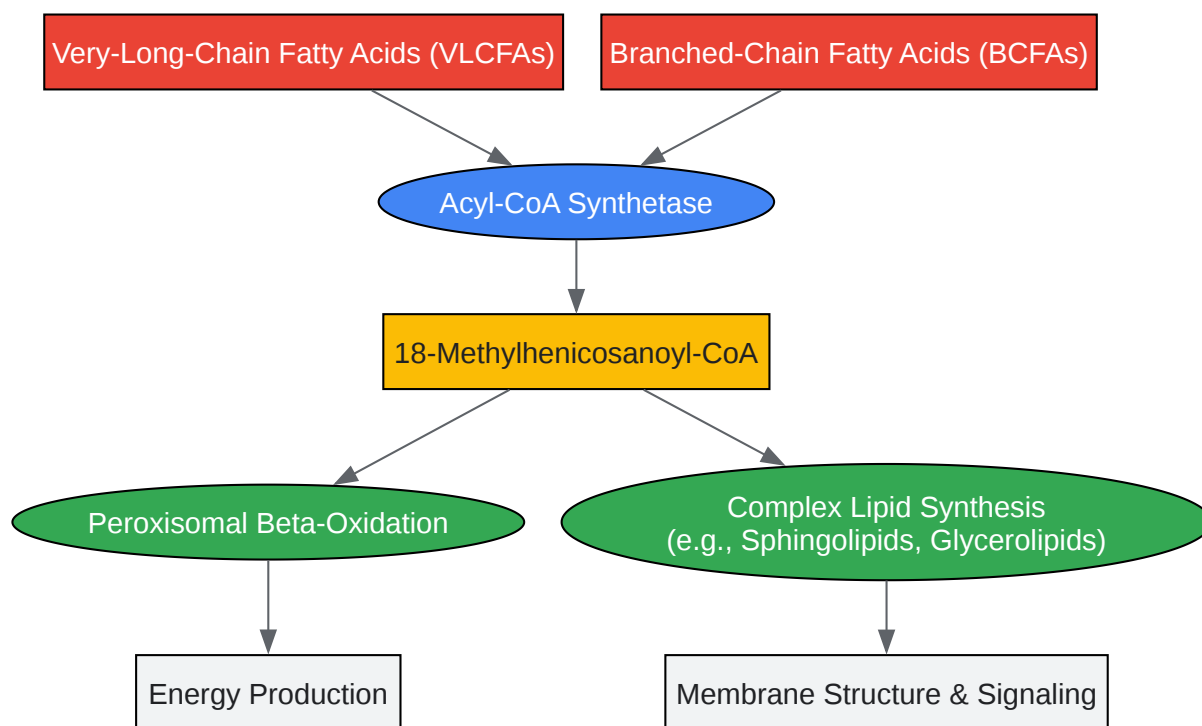 Very-Long-Chain Fatty Acids (VLCFAs)
Branched-Chain Fatty Acids (BCFAs)
Acyl-CoA Synthetase
18-Methylhenicosanoyl-CoA
Peroxisomal Beta-Oxidation
Complex Lipid Synthesis
(e.g., Sphingolipids, Glycerolipids)
Energy Production
Membrane Structure & Signaling